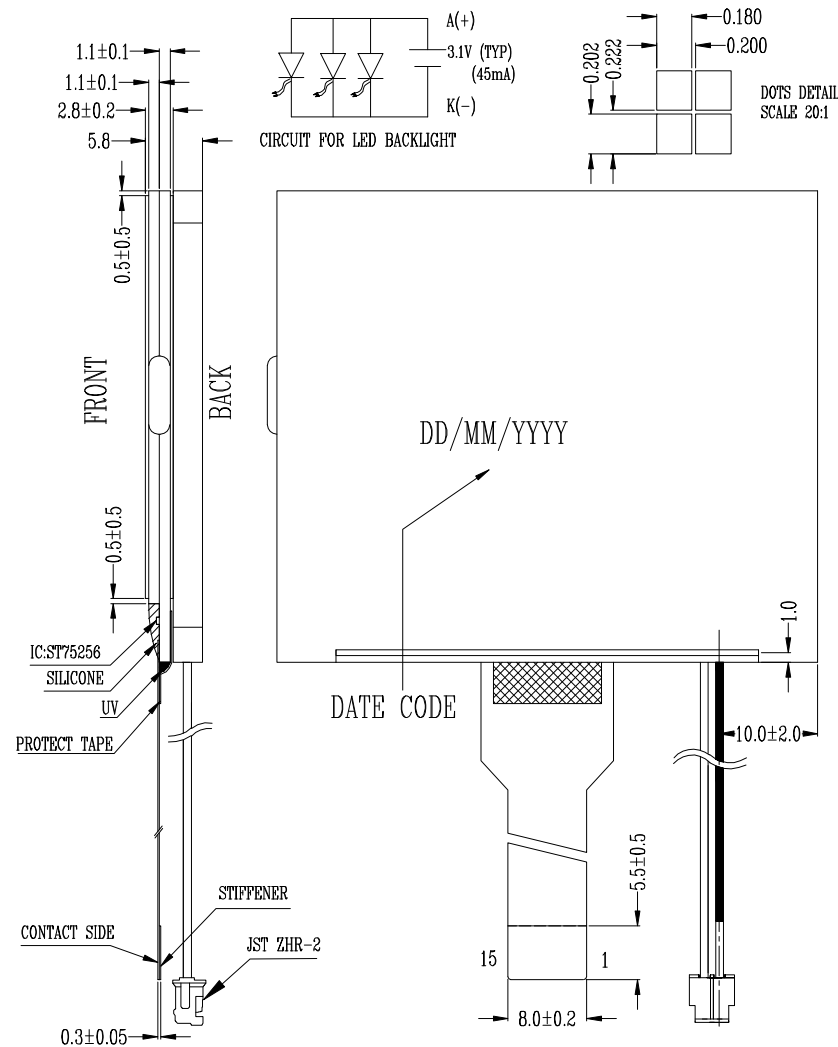 1.1±0.1
1.1±0.1
2.8±0.2
5.8
A(+)
3.1V (TYP)
(45mA)
K(-)
CIRCUIT FOR LED BACKLIGHT
0.180
0.200
0.202
0.222
DOTS DETAIL
SCALE 20:1
0.5±0.5
FRONT
BACK
DD/MM/YYYY
0.5±0.5
IC:ST75256
SILICONE
UV
PROTECT TAPE
DATE CODE
1.0
10.0±2.0
5.5±0.5
STIFFENER
CONTACT SIDE
JST ZHR-2
15
1
8.0±0.2
0.3±0.05